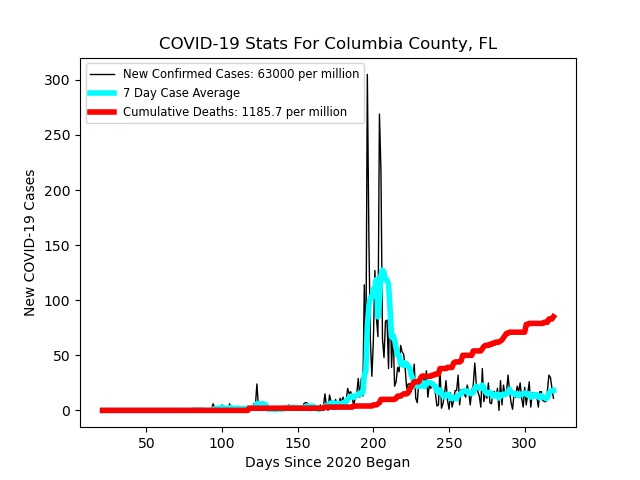 COVID-19 Stats For Columbia County, FL
New Confirmed Cases: 63000 per million
7 Day Case Average
Cumulative Deaths: 1185.7 per million
New COVID-19 Cases
300
250
200
150
100
50
0
50 100 150 200 250 300
Days Since 2020 Began